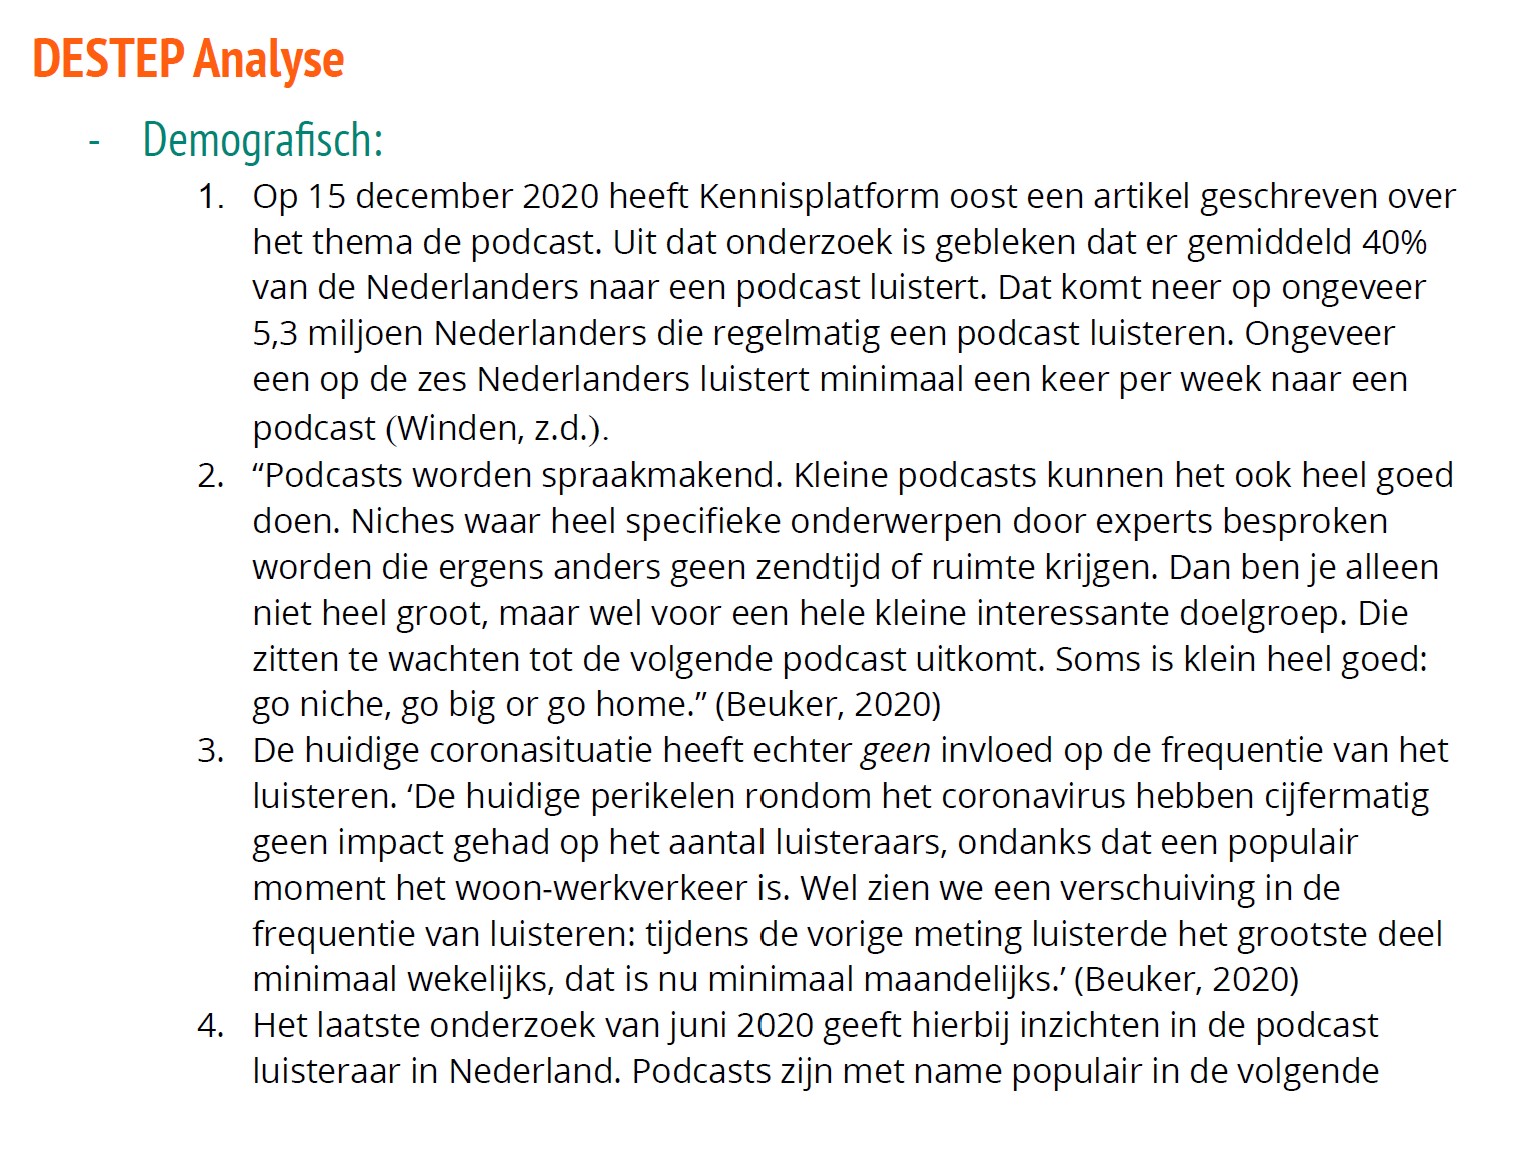 DESTEP Analyse
- Demografisch:
1. Op 15 december 2020 heeft Kennisplatform oost een artikel geschreven over
het thema de podcast. Uit dat onderzoek is gebleken dat er gemiddeld 40%
van de Nederlanders naar een podcast luistert. Dat komt neer op ongeveer
5,3 miljoen Nederlanders die regelmatig een podcast luisteren. Ongeveer
een op de zes Nederlanders luistert minimaal een keer per week naar een
podcast (Winden, z.d.).
2. “Podcasts worden spraakmakend. Kleine podcasts kunnen het ook heel goed
doen. Niches waar heel specifieke onderwerpen door experts besproken
worden die ergens anders geen zendtijd of ruimte krijgen. Dan ben je alleen
niet heel groot, maar wel voor een hele kleine interessante doelgroep. Die
zitten te wachten tot de volgende podcast uitkomt. Soms is klein heel goed:
go niche, go big or go home.” (Beuker, 2020)
3. De huidige coronasituatie heeft echter geen invloed op de frequentie van het
luisteren. ‘De huidige perikelen rondom het coronavirus hebben cijfermatig
geen impact gehad op het aantal luisteraars, ondanks dat een populair
moment het woon-werkverkeer is. Wel zien we een verschuiving in de
frequentie van luisteren: tijdens de vorige meting luisterde het grootste deel
minimaal wekelijks, dat is nu minimaal maandelijks.’ (Beuker, 2020)
4. Het laatste onderzoek van juni 2020 geeft hierbij inzichten in de podcast
luisteraar in Nederland. Podcasts zijn met name populair in de volgende